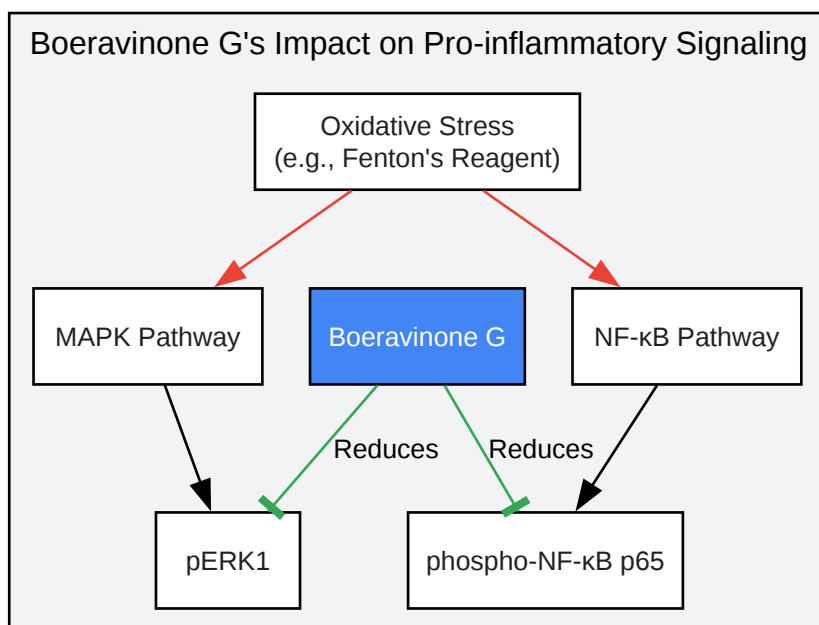 Boeravinone G's Impact on Pro-inflammatory Signaling
Oxidative Stress
(e.g., Fenton's Reagent)
MAPK Pathway
Boeravinone G
NF-κB Pathway
Reduces
Reduces
pERK1
phospho-NF-κB p65